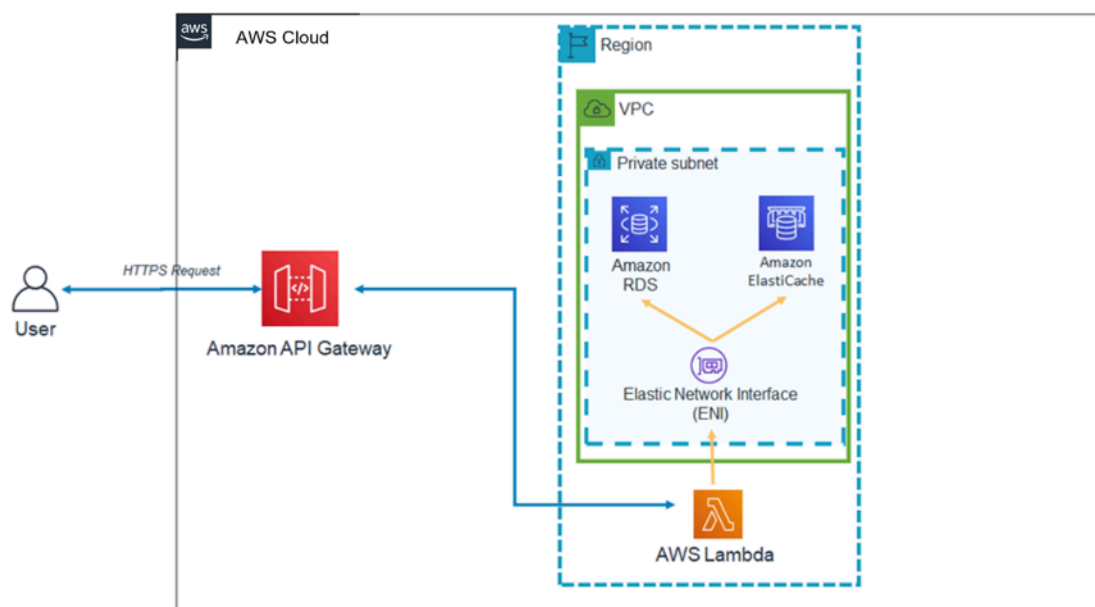 aws
AWS Cloud
Region
VPC
Private subnet
Amazon
RDS
Amazon
ElastiCache
HTTPS Request
User
Amazon API Gateway
Elastic Network Interface
(ENI)
AWS Lambda